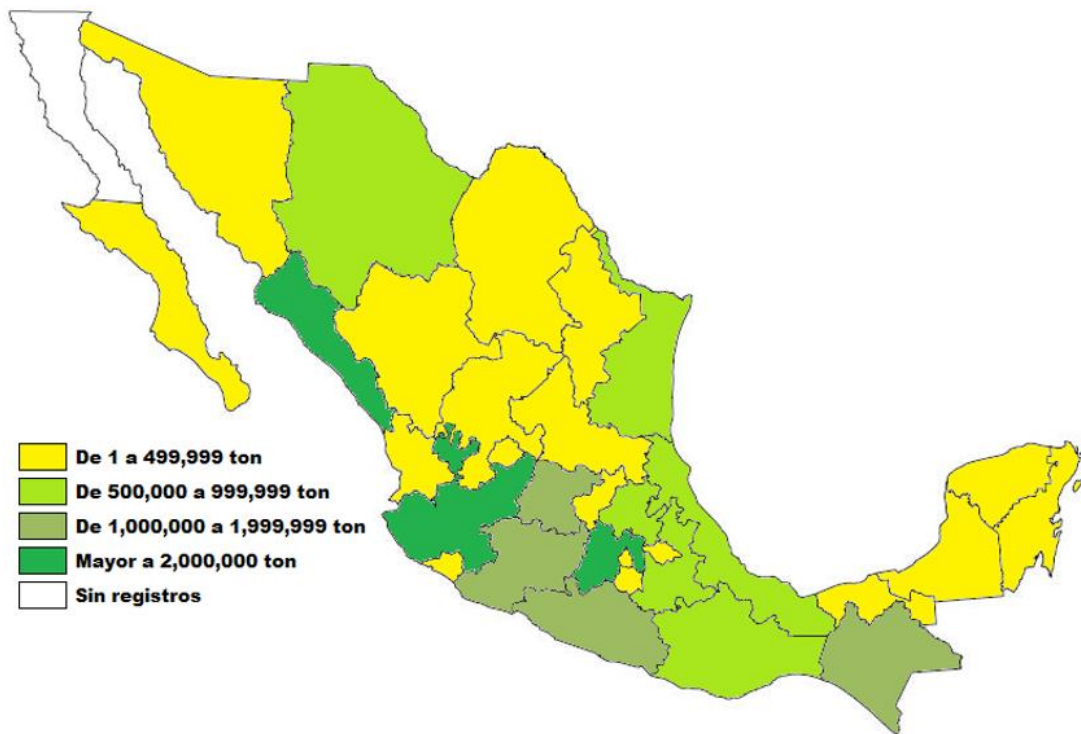 De 1 a 499,999 ton
De 500,000 a 999,999 ton
De 1,000,000 a 1,999,999 ton
Mayor a 2,000,000 ton
Sin registros